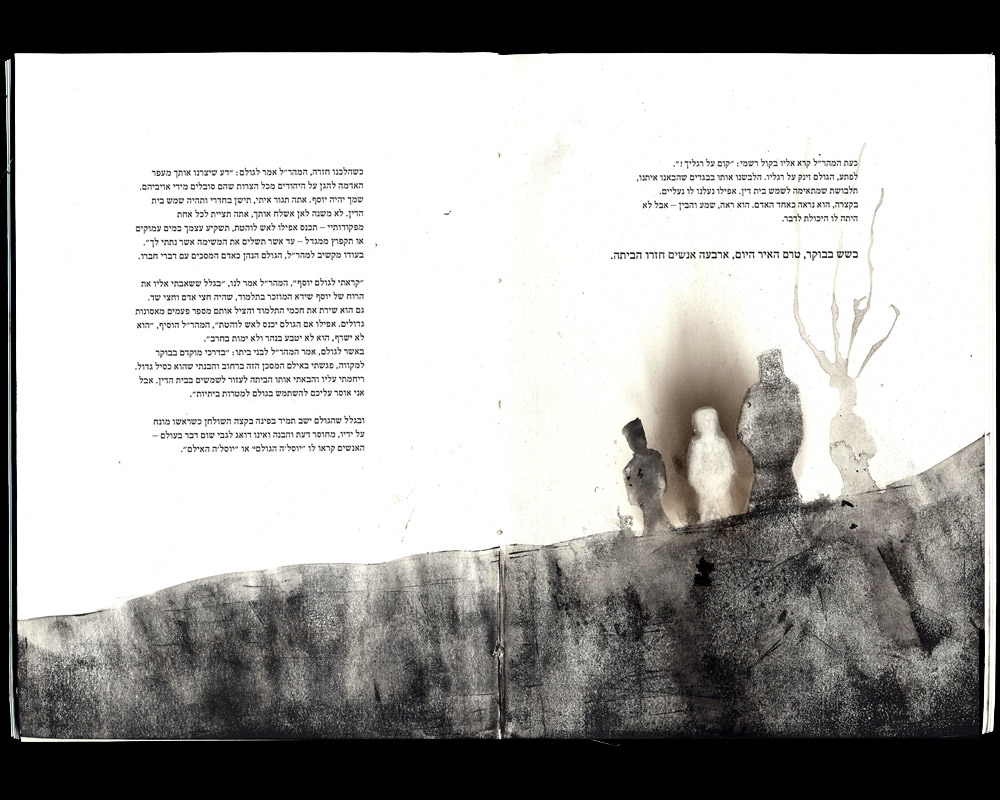 כעת המהר״ל קרא אליו בקול רשמי: ״קום על רגליך !״.
לפתע, הגולם זינק על רגליו. הלבשנו אותו בבגדים שהבאנו איתנו,
תלבושת שמתאימה לשמש בית דין. אפילו נעלנו לו נעליים.
בקצרה, הוא נראה כאחד האדם. הוא ראה, שמע והבין – אבל לא
היתה לו היכולת לדבר.
בשש בבוקר, טרם האיר היום, ארבעה אנשים חזרו הביתה.
כשהלכנו חזרה, המהר״ל אמר לגולם: ״דע שיצרנו אותך מעפר
האדמה להגן על היהודים מכל הצרות שהם סובלים מידי אויביהם.
שמך יהיה יוסף. אתה תגור איתי, תישן בחדרי ותהיה שמש בית
הדין. לא משנה לאן אשלח אותך, אתה תציית לכל אחת
מפקודותיי – תכנס אפילו לאש לוהטת, תשקיע עצמך במים עמוקים
או תקפוץ ממגדל – עד אשר תשלים את המשימה אשר נתתי לך״.
בעודו מקשיב למהר״ל, הגולם הנהן כאדם המסכים עם דברי חברו.
״קראתי לגולם יוסף״, המהר״ל אמר לנו, ״בגלל ששאבתי אליו את
הרוח של יוסף שידא המוזכר בתלמוד, שהיה חצי אדם וחצי שד.
גם הוא שירת את חכמי התלמוד והציל אותם מספר פעמים מאסונות
גדולים. אפילו אם הגולם יכנס לאש לוהטת״, המהר״ל הוסיף, ״הוא
לא ישרף, הוא לא יטבע בנהר ולא ימות בחרב״.
באשר לגולם, אמר המהר״ל לבני ביתו: ״בדרכי מוקדם בבוקר
למקווה, פגשתי באילם המסכן הזה ברחוב והבנתי שהוא כסיל גדול.
ריחמתי עליו והבאתי אותו הביתה לעזור לשמשים בבית הדין. אבל
אני אוסר עליכם להשתמש בגולם למטרות ביתיות״.
ובגלל שהגולם ישב תמיד בפינה בקצה השולחן כשראשו מונח
על ידיו, מחוסר דעת והבנה ואינו דואג לגבי שום דבר בעולם –
האנשים קראו לו ״יוסל׳ה הגולם״ או ״יוסל׳ה האילם״.